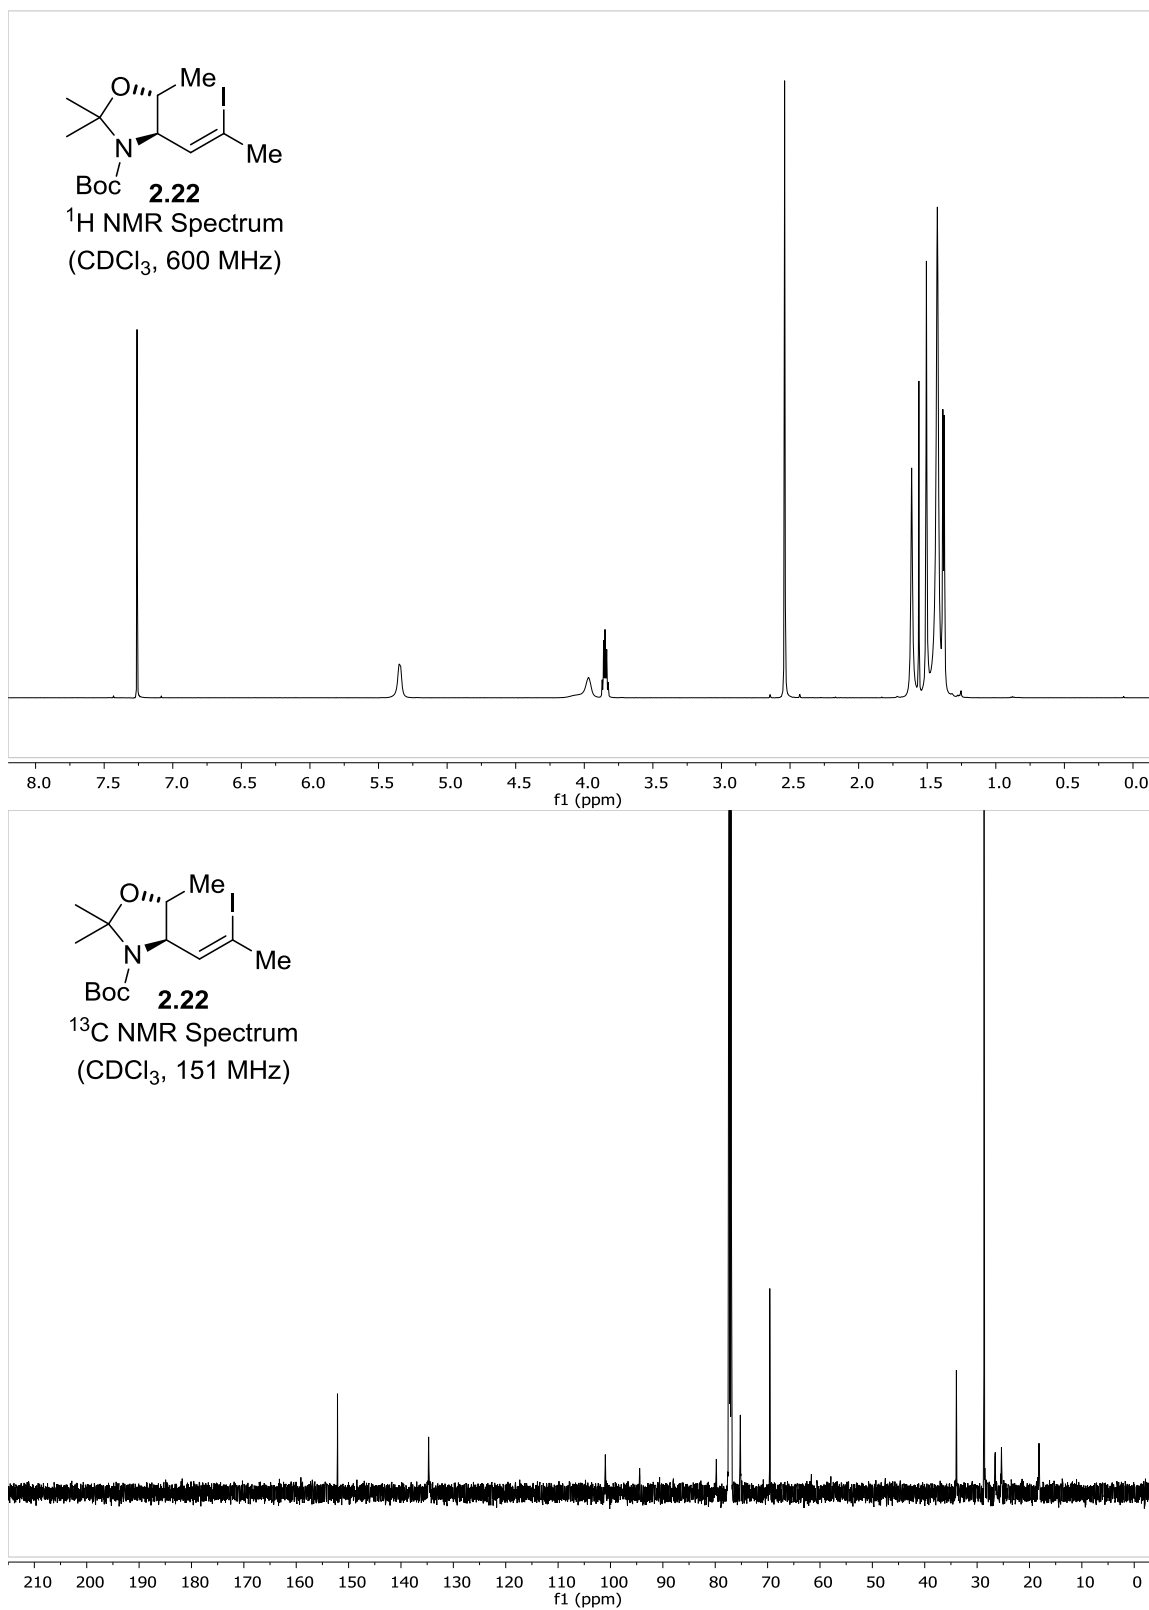 O
Me
I
N
Me
Boc
2.22
¹H NMR Spectrum
(CDCl₃, 600 MHz)
8.0 7.5 7.0 6.5 6.0 5.5 5.0 4.5 4.0 3.5 3.0 2.5 2.0 1.5 1.0 0.5 0.0
f1 (ppm)
O
Me
I
N
Me
Boc
2.22
¹³C NMR Spectrum
(CDCl₃, 151 MHz)
210 200 190 180 170 160 150 140 130 120 110 100 90 80 70 60 50 40 30 20 10 0
f1 (ppm)